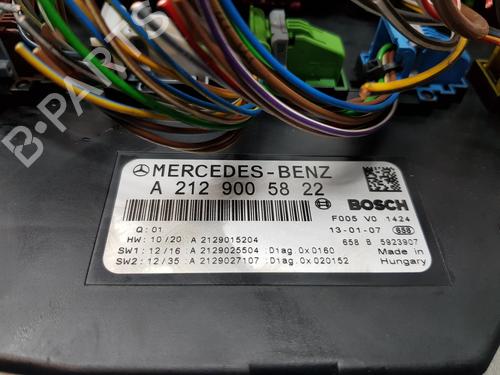 B-PARTS
MERCEDES-BENZ
A 212 900 58 22
BOSCH
Q: 01
F005 V0 1424
HW: 10/20 A 2129015204
13-01-07 658
SW1: 12/16 A 2129025504 Diag.0x0160
658 B 5923907
SW2: 12/35 A 2129027107 Diag.0x020152
Made in
Hungary